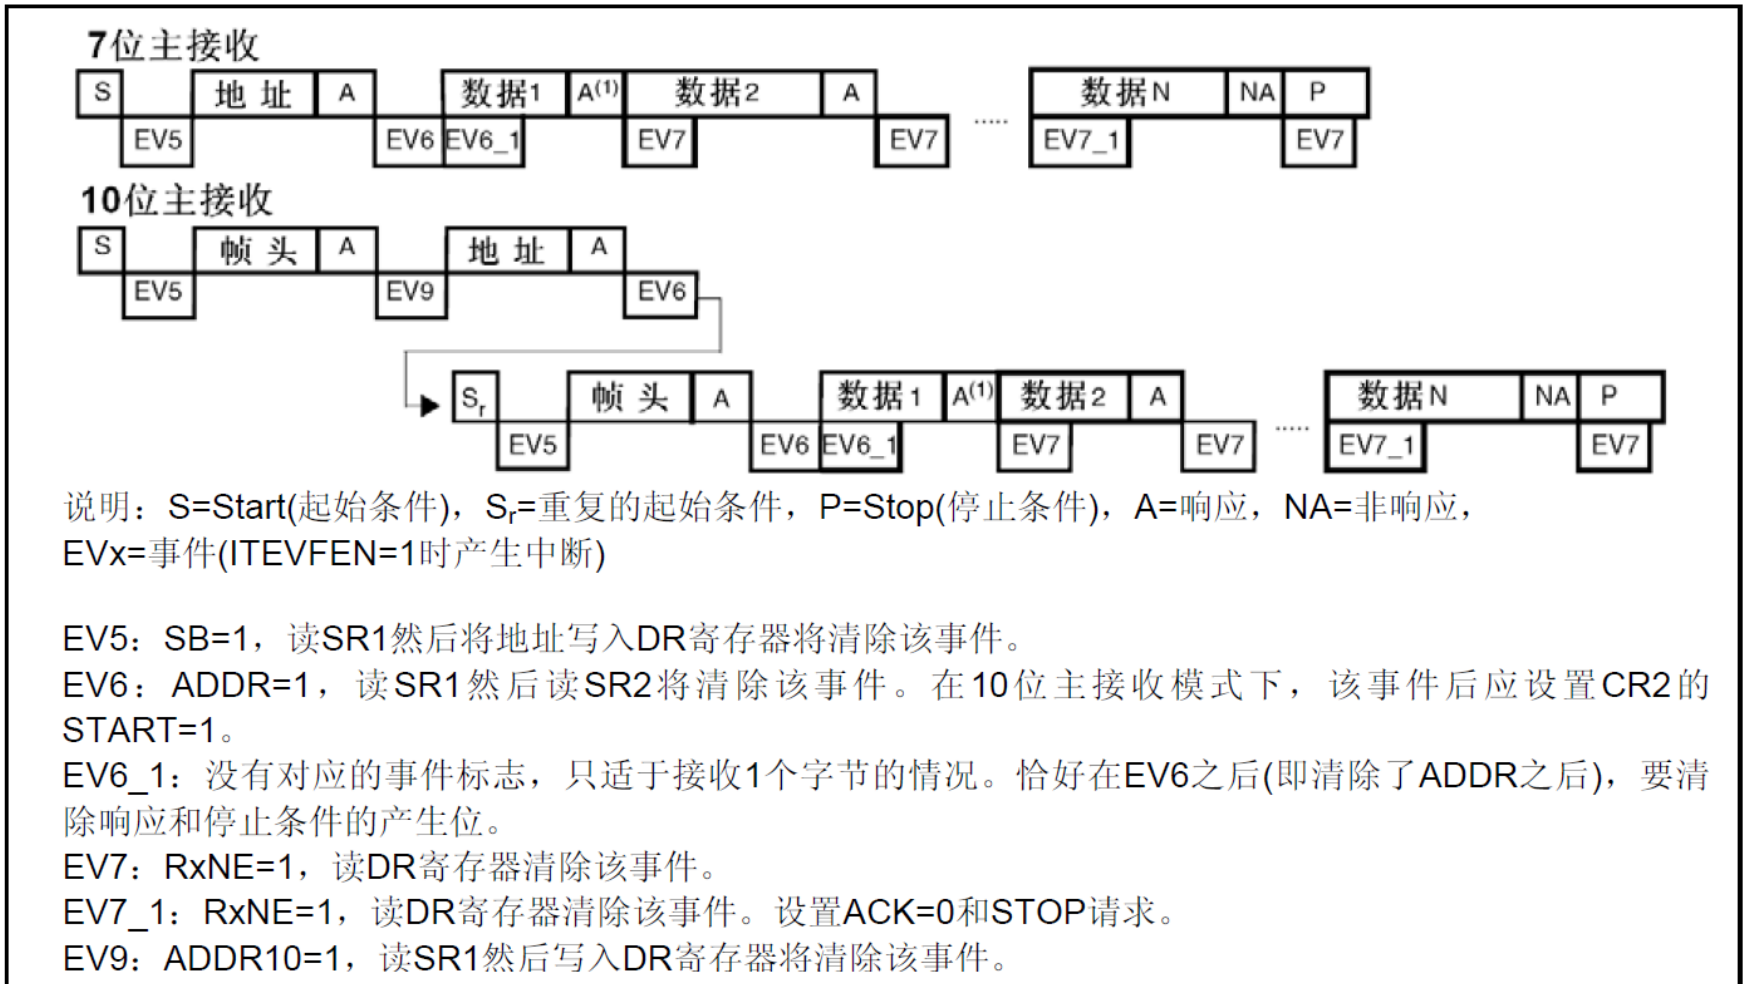 7位主接收
S 地址 A 数据1 A(1) 数据2 A 数据N NA P
EV5 EV6 EV6_1 EV7 EV7 ..... EV7_1 EV7
10位主接收
S 帧头 A 地址 A
EV5 EV9 EV6
Sr 帧头 A 数据1 A(1) 数据2 A 数据N NA P
EV5 EV6 EV6_1 EV7 EV7 ..... EV7_1 EV7
说明：S=Start(起始条件)，Sr=重复的起始条件，P=Stop(停止条件)，A=响应，NA=非响应，
EVx=事件(ITEVFEN=1时产生中断)
EV5：SB=1，读SR1然后将地址写入DR寄存器将清除该事件。
EV6：ADDR=1，读SR1然后读SR2将清除该事件。在10位主接收模式下，该事件后应设置CR2的
START=1。
EV6_1：没有对应的事件标志，只适于接收1个字节的情况。恰好在EV6之后(即清除了ADDR之后)，要清
除响应和停止条件的产生位。
EV7：RxNE=1，读DR寄存器清除该事件。
EV7_1：RxNE=1，读DR寄存器清除该事件。设置ACK=0和STOP请求。
EV9：ADDR10=1，读SR1然后写入DR寄存器将清除该事件。